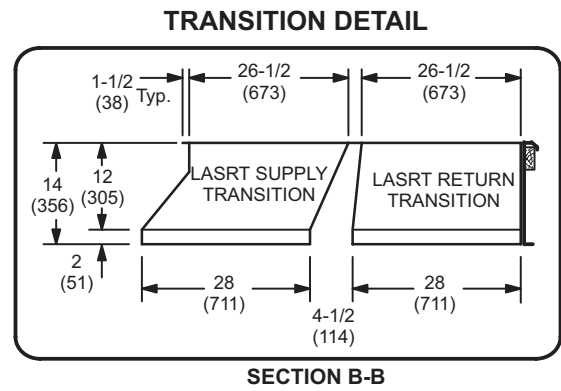 TRANSITION DETAIL
1-1/2
(38)
Typ.
26-1/2
(673)
26-1/2
(673)
14
(356)
12
(305)
LASRT SUPPLY
TRANSITION
LASRT RETURN
TRANSITION
2
(51)
28
(711)
4-1/2
(114)
28
(711)
SECTION B-B